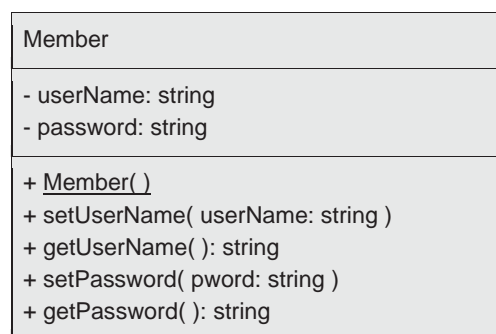 Member
- userName: string
- password: string
+ Member( )
+ setUserName( userName: string )
+ getUserName( ): string
+ setPassword( pword: string )
+ getPassword( ): string